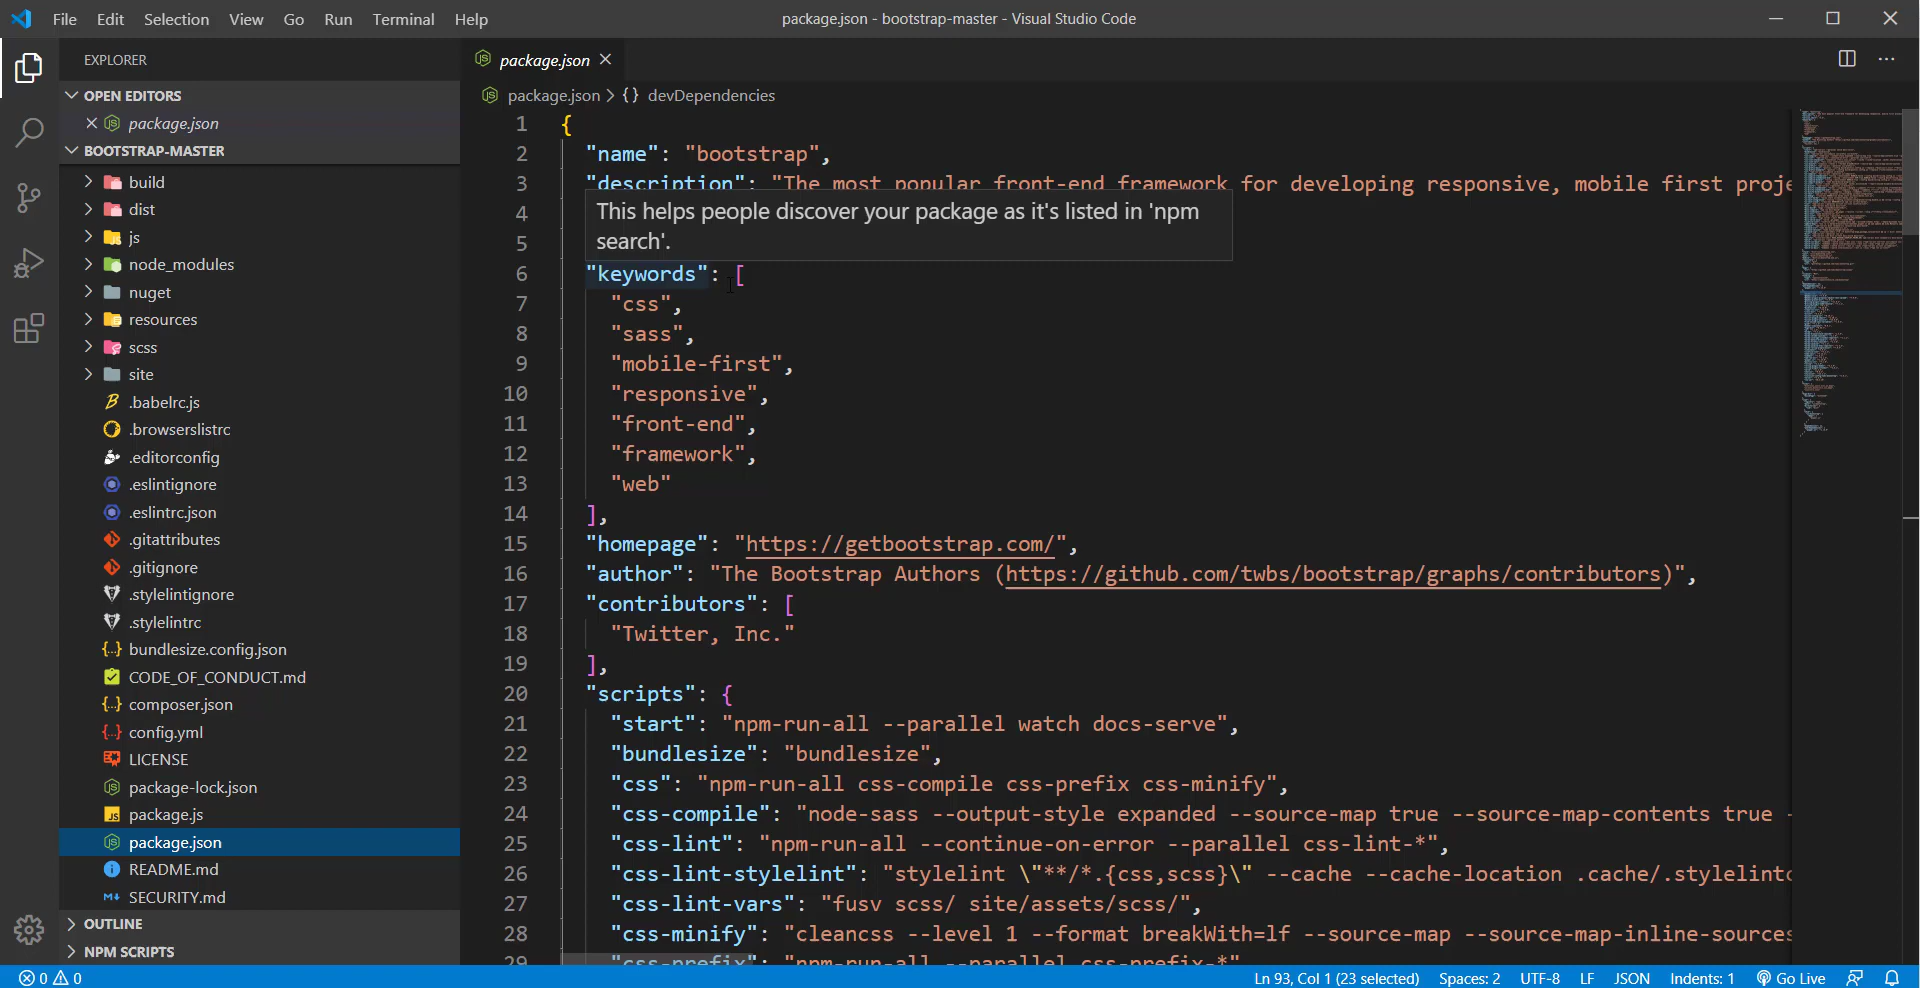 File Edit Selection View Go Run Terminal Help
package.json - bootstrap-master - Visual Studio Code
EXPLORER
OPEN EDITORS
package.json
BOOTSTRAP-MASTER
build
dist
js
node_modules
nuget
resources
scss
site
.babelrc.js
.browserslistrc
.editorconfig
.eslintignore
.eslintrc.json
.gitattributes
.gitignore
.stylelintignore
.stylelintrc
bundlesize.config.json
CODE_OF_CONDUCT.md
composer.json
config.yml
LICENSE
package-lock.json
package.js
package.json
README.md
SECURITY.md
OUTLINE
NPM SCRIPTS
package.json
package.json > {} devDependencies
1 {
2 "name": "bootstrap",
3 "description": "The most popular front-end framework for developing responsive, mobile first proje
4
5
This helps people discover your package as it's listed in 'npm
search'.
6 "keywords": [
7 "css",
8 "sass",
9 "mobile-first",
10 "responsive",
11 "front-end",
12 "framework",
13 "web"
14 ],
15 "homepage": "https://getbootstrap.com/",
16 "author": "The Bootstrap Authors (https://github.com/twbs/bootstrap/graphs/contributors)",
17 "contributors": [
18 "Twitter, Inc."
19 ],
20 "scripts": {
21 "start": "npm-run-all --parallel watch docs-serve",
22 "bundlesize": "bundlesize",
23 "css": "npm-run-all css-compile css-prefix css-minify",
24 "css-compile": "node-sass --output-style expanded --source-map true --source-map-contents true -
25 "css-lint": "npm-run-all --continue-on-error --parallel css-lint-*",
26 "css-lint-stylelint": "stylelint \"**/*.{css,scss}\" --cache --cache-location .cache/.stylelintc
27 "css-lint-vars": "fusv scss/ site/assets/scss/",
28 "css-minify": "cleancss --level 1 --format breakWith=lf --source-map --source-map-inline-sources
29 "css-prefix": "npm-run-all --parallel css-prefix-*"
0 0
Ln 93, Col 1 (23 selected) Spaces: 2 UTF-8 LF JSON Indents: 1 Go Live